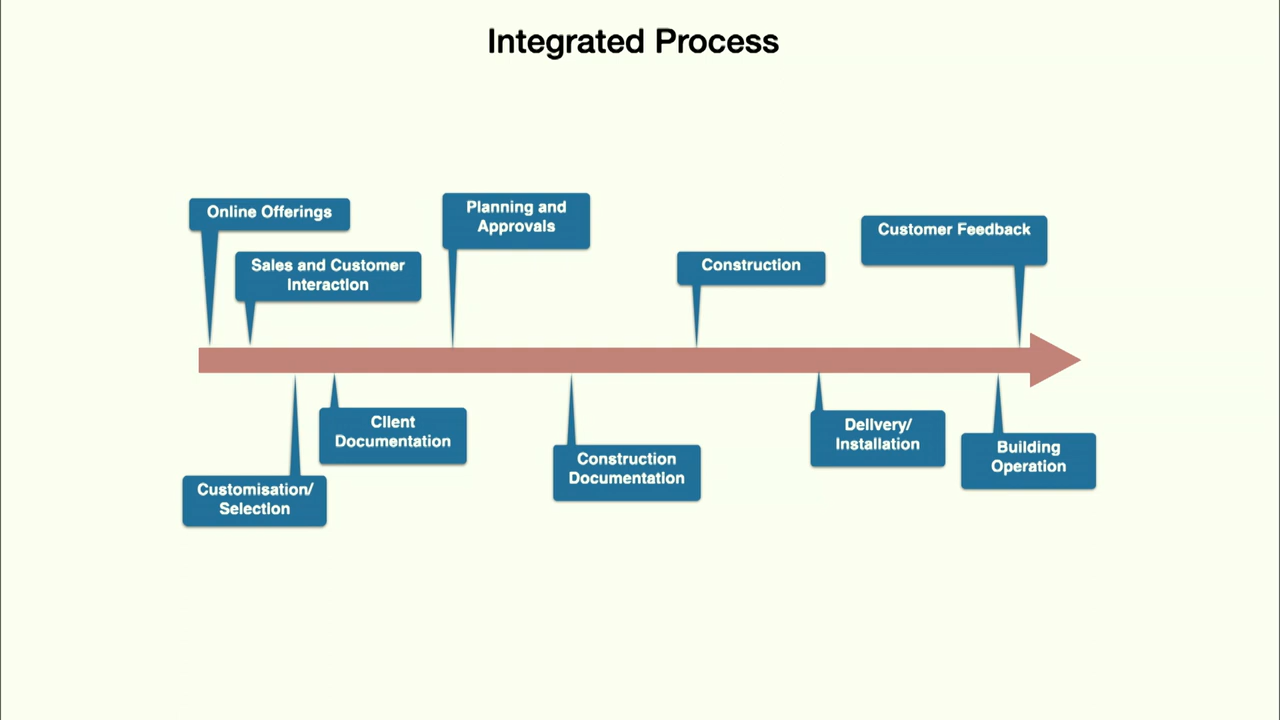 Integrated Process
Online Offerings
Planning and
Approvals
Sales and Customer
Interaction
Construction
Customer Feedback
Client
Documentation
Customisation/
Selection
Construction
Documentation
Delivery/
Installation
Building
Operation